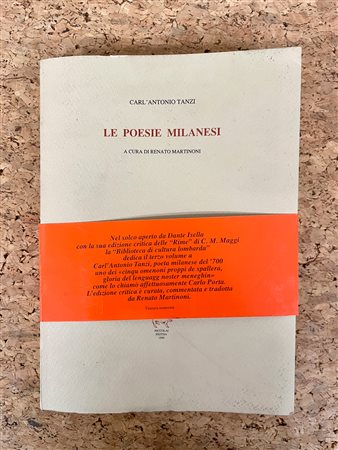 CARL'ANTONIO TANZI
LE POESIE MILANESI
A CURA DI RENATO MARTINONI
Nel solco aperto da Dante Isella
con la sua edizione critica delle "Rime" di C. M. Maggi
la "Biblioteca di cultura lombarda"
dedica il terzo volume a
Carl'Antonio Tanzi, poeta milanese del '700
uno dei «cinqu omenoni proppi de spallera,
gloria del lenguagg noster meneghin»
come lo chiamò affettuosamente Carlo Porta.
L'edizione critica è curata, commentata e tradotta
da Renato Martinoni.